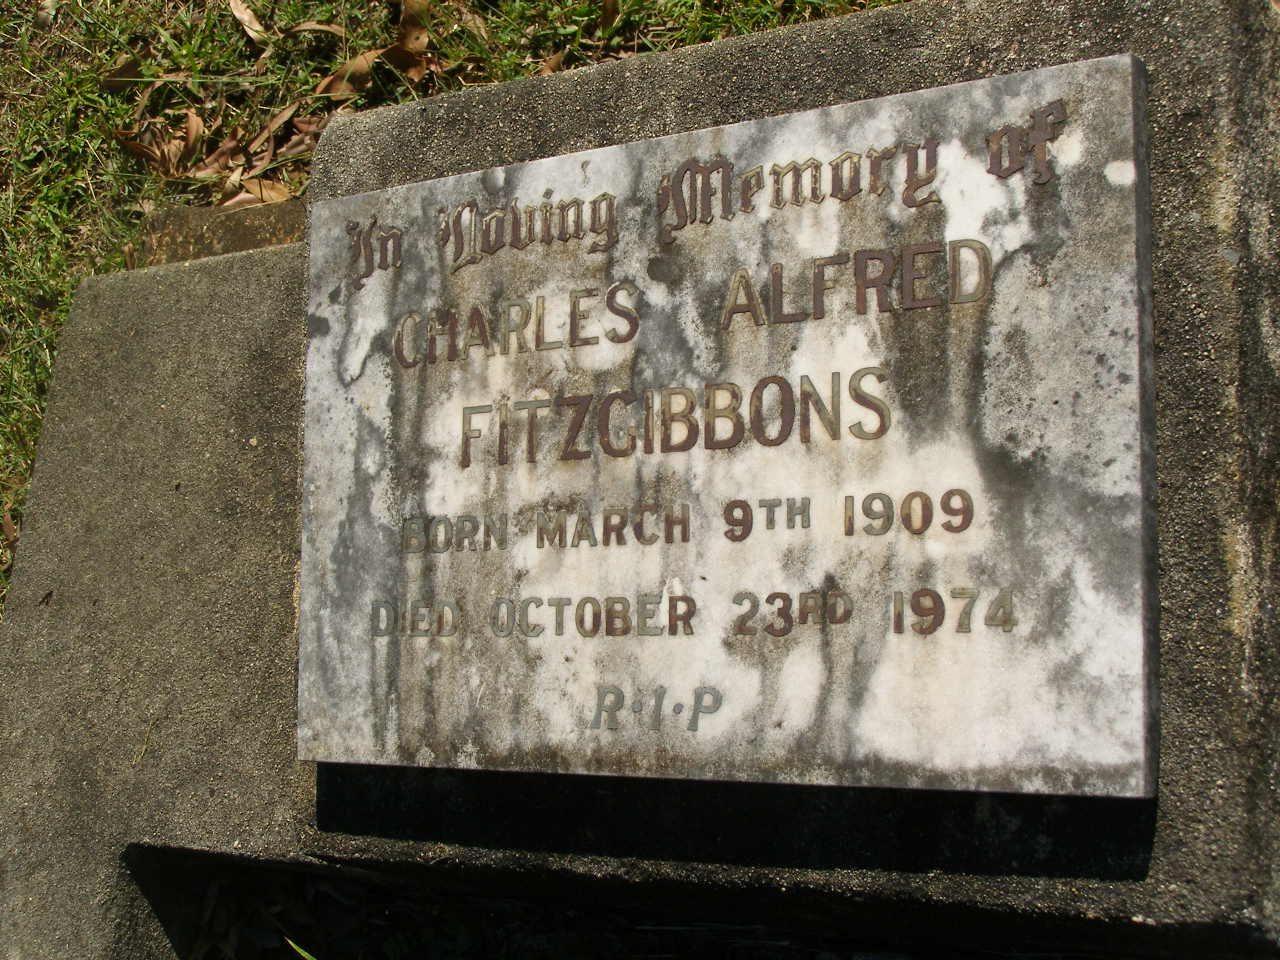 In Loving Memory of
CHARLES ALFRED
FITZGIBBONS
BORN MARCH 9TH 1909
DIED OCTOBER 23RD 1974
R·I·P